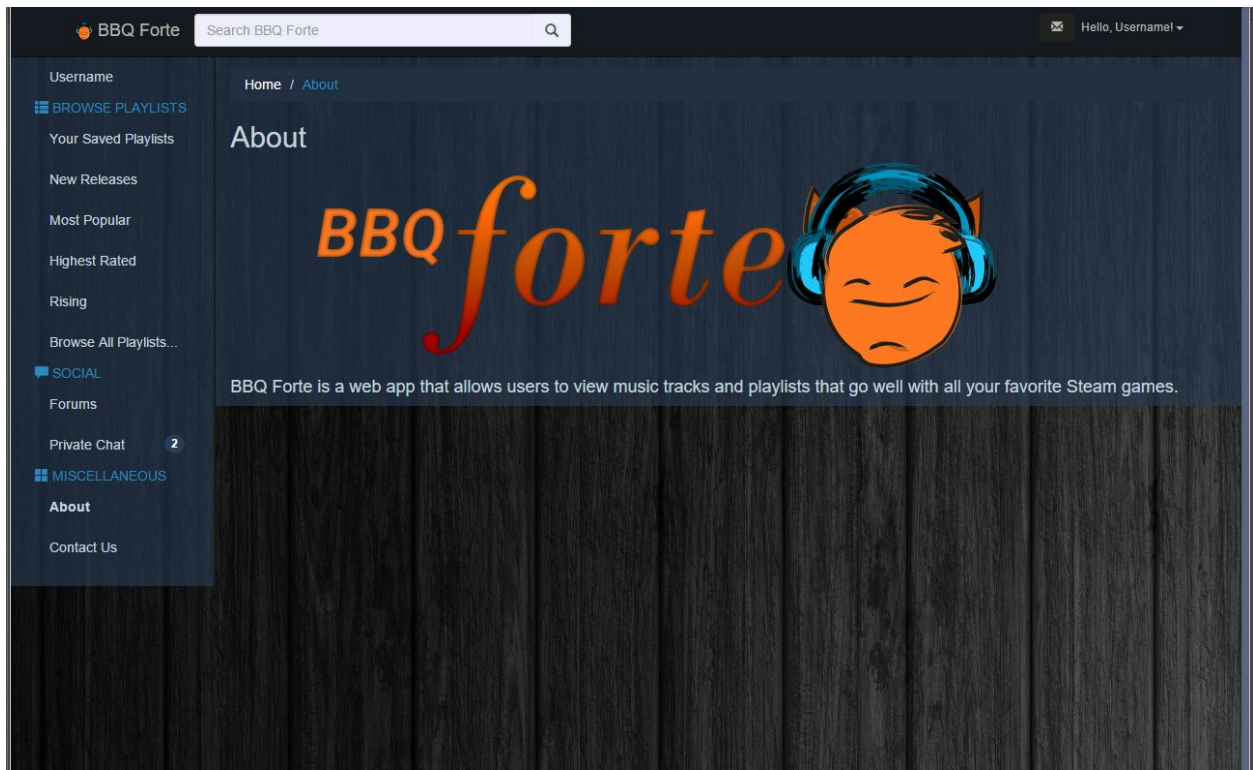 BBQ Forte
Search BBQ Forte
Hello, Username!
Username
BROWSE PLAYLISTS
Your Saved Playlists
New Releases
Most Popular
Highest Rated
Rising
Browse All Playlists...
SOCIAL
Forums
Private Chat 2
MISCELLANEOUS
About
Contact Us
Home / About
About
BBQ forte
BBQ Forte is a web app that allows users to view music tracks and playlists that go well with all your favorite Steam games.